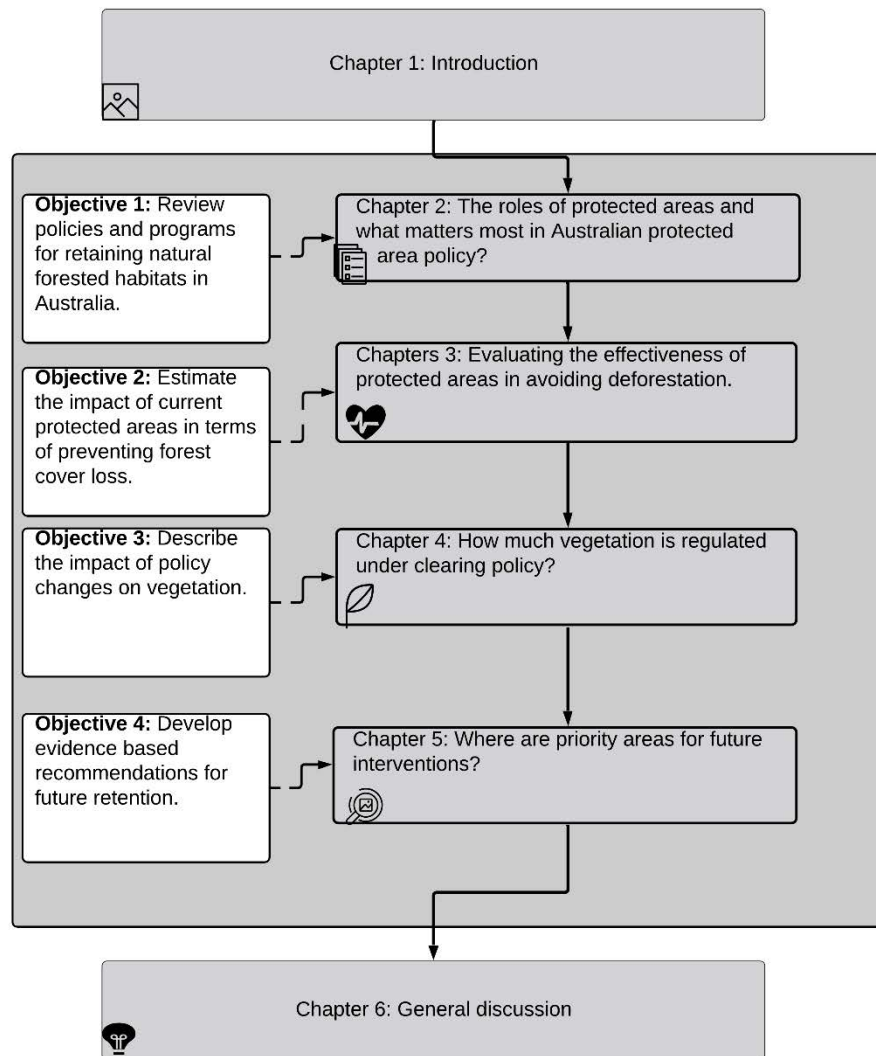 Chapter 1: Introduction
Objective 1: Review
policies and programs
for retaining natural
forested habitats in
Australia.
Chapter 2: The roles of protected areas and
what matters most in Australian protected
area policy?
Objective 2: Estimate
the impact of current
protected areas in terms
of preventing forest
cover loss.
Chapters 3: Evaluating the effectiveness of
protected areas in avoiding deforestation.
Objective 3: Describe
the impact of policy
changes on vegetation.
Chapter 4: How much vegetation is regulated
under clearing policy?
Objective 4: Develop
evidence based
recommendations for
future retention.
Chapter 5: Where are priority areas for future
interventions?
Chapter 6: General discussion